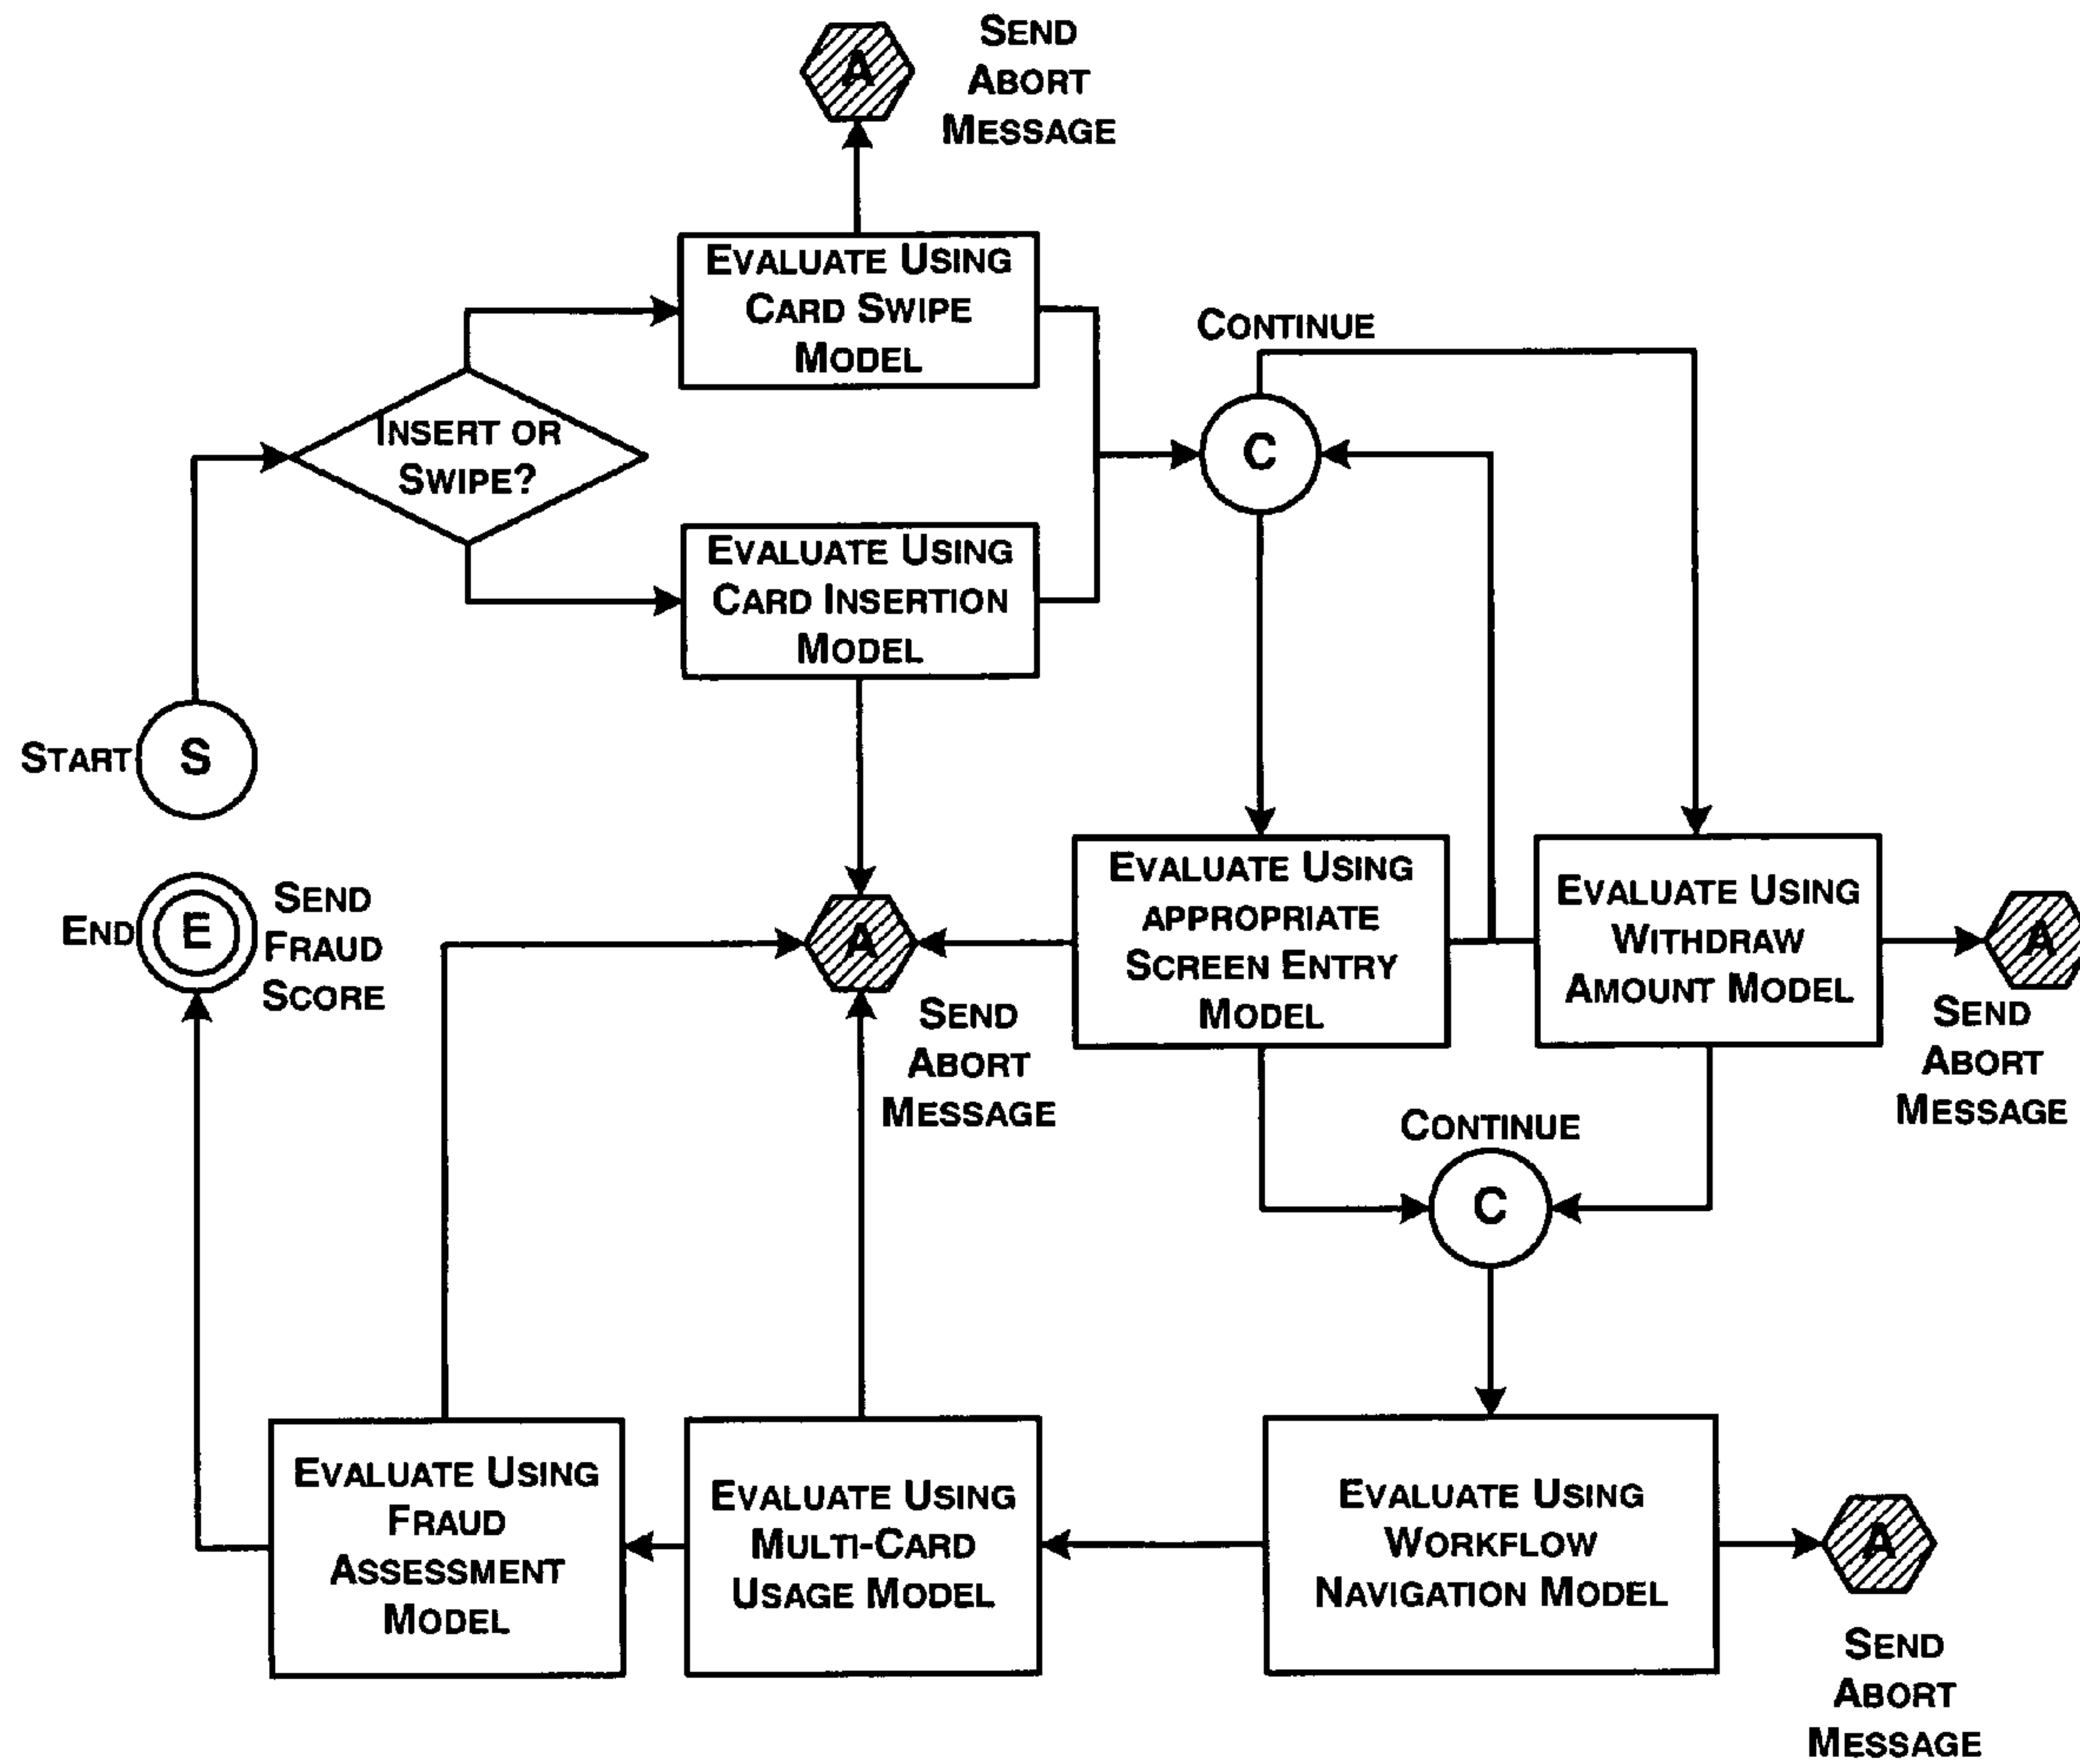 A
SEND
ABORT
MESSAGE
EVALUATE USING
CARD SWIPE
MODEL
CONTINUE
INSERT OR
SWIPE?
C
EVALUATE USING
CARD INSERTION
MODEL
START
S
END
E
SEND
FRAUD
SCORE
A
SEND
ABORT
MESSAGE
EVALUATE USING
APPROPRIATE
SCREEN ENTRY
MODEL
EVALUATE USING
WITHDRAW
AMOUNT MODEL
A
SEND
ABORT
MESSAGE
CONTINUE
C
EVALUATE USING
FRAUD
ASSESSMENT
MODEL
EVALUATE USING
MULTI-CARD
USAGE MODEL
EVALUATE USING
WORKFLOW
NAVIGATION MODEL
A
SEND
ABORT
MESSAGE